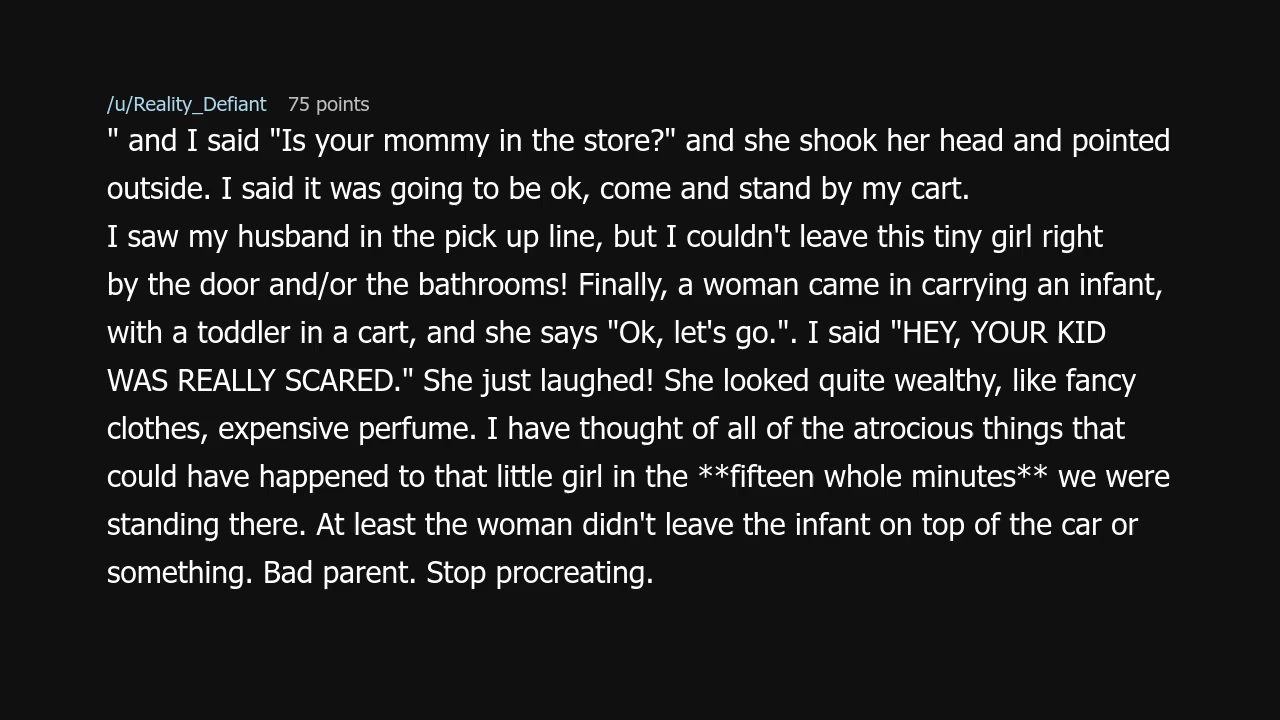 /u/Reality_Defiant 75 points
" and I said "Is your mommy in the store?" and she shook her head and pointed
outside. I said it was going to be ok, come and stand by my cart.
I saw my husband in the pick up line, but I couldn't leave this tiny girl right
by the door and/or the bathrooms! Finally, a woman came in carrying an infant,
with a toddler in a cart, and she says "Ok, let's go.". I said "HEY, YOUR KID
WAS REALLY SCARED." She just laughed! She looked quite wealthy, like fancy
clothes, expensive perfume. I have thought of all of the atrocious things that
could have happened to that little girl in the **fifteen whole minutes** we were
standing there. At least the woman didn't leave the infant on top of the car or
something. Bad parent. Stop procreating.